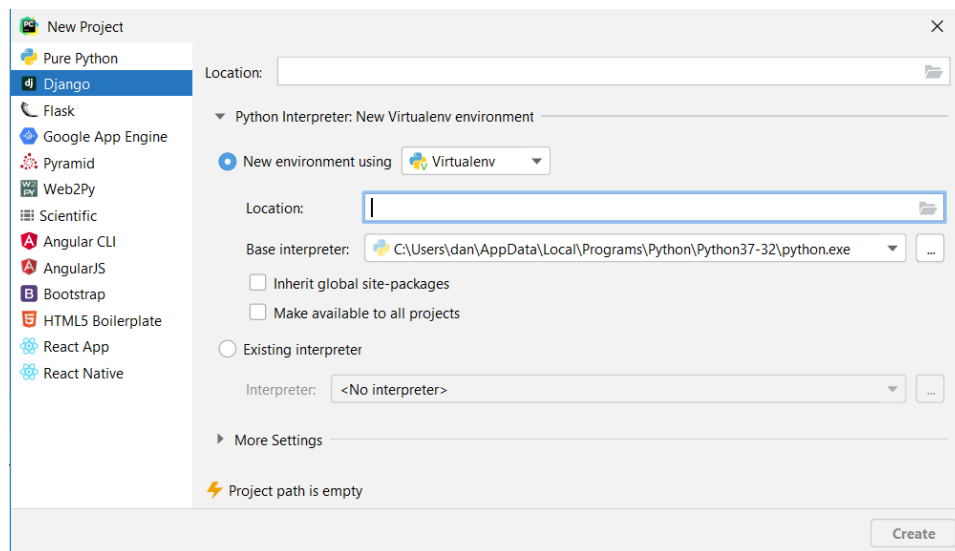 New Project
Pure Python
Django
Flask
Google App Engine
Pyramid
Web2Py
Scientific
Angular CLI
AngularJS
Bootstrap
HTML5 Boilerplate
React App
React Native
Location:
Python Interpreter: New Virtualenv environment
New environment using Virtualenv
Location:
Base interpreter: C:\Users\dan\AppData\Local\Programs\Python\Python37-32\python.exe ...
Inherit global site-packages
Make available to all projects
Existing interpreter
Interpreter: <No interpreter> ...
More Settings
Project path is empty
Create